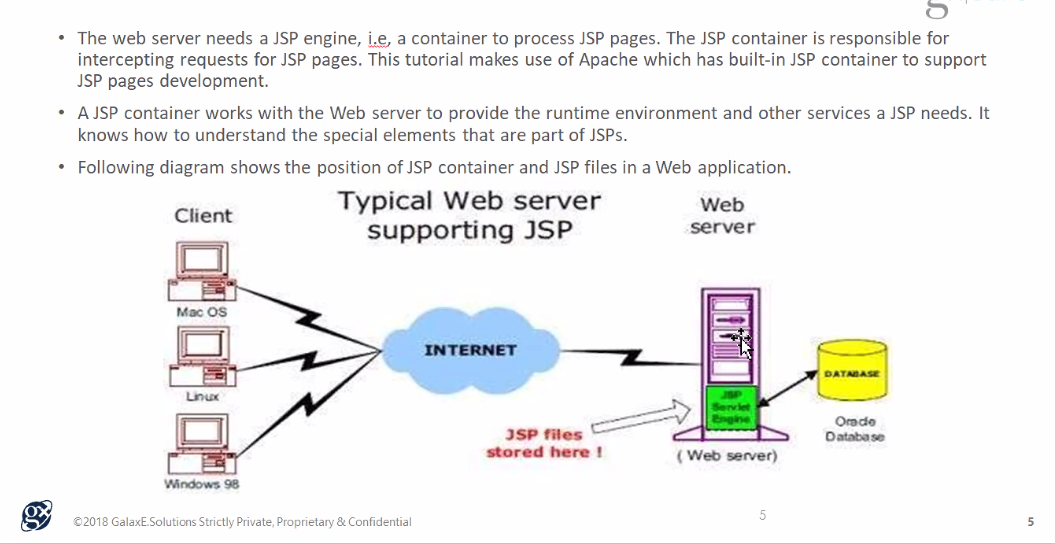 • The web server needs a JSP engine, i.e, a container to process JSP pages. The JSP container is responsible for
intercepting requests for JSP pages. This tutorial makes use of Apache which has built-in JSP container to support
JSP pages development.
• A JSP container works with the Web server to provide the runtime environment and other services a JSP needs. It
knows how to understand the special elements that are part of JSPs.
• Following diagram shows the position of JSP container and JSP files in a Web application.
Typical Web server
supporting JSP
Client
Web
server
Mac OS
Linux
Windows 98
INTERNET
JSP files
stored here !
JSP
Servlet
Engine
( Web server)
DATABASE
Oracle
Database
gx
©2018 GalaxE.Solutions Strictly Private, Proprietary & Confidential
5
5